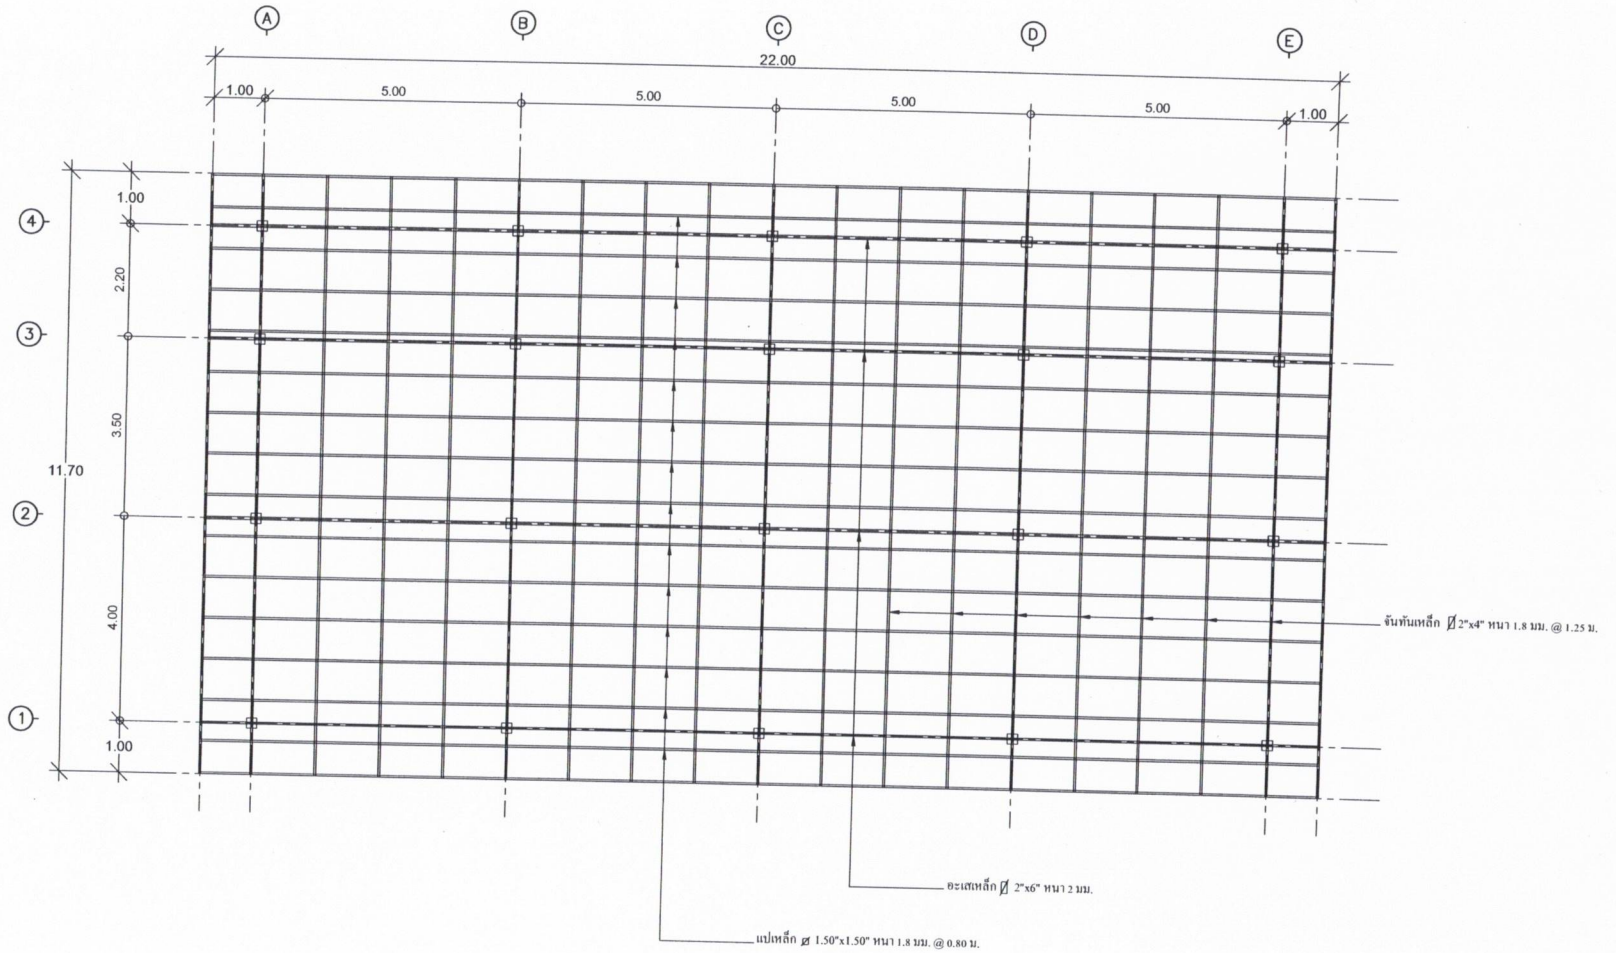 A B C D E
22.00
1.00 5.00 5.00 5.00 5.00 1.00
1.00
4
2.20
3
3.50
11.70
2
4.00
จันทันเหล็ก 2"x4" หนา 1.8 มม. @ 1.25 ม.
1
1.00
อะเสเหล็ก 2"x6" หนา 2 มม.
แปเหล็ก 1.50"x1.50" หนา 1.8 มม. @ 0.80 ม.